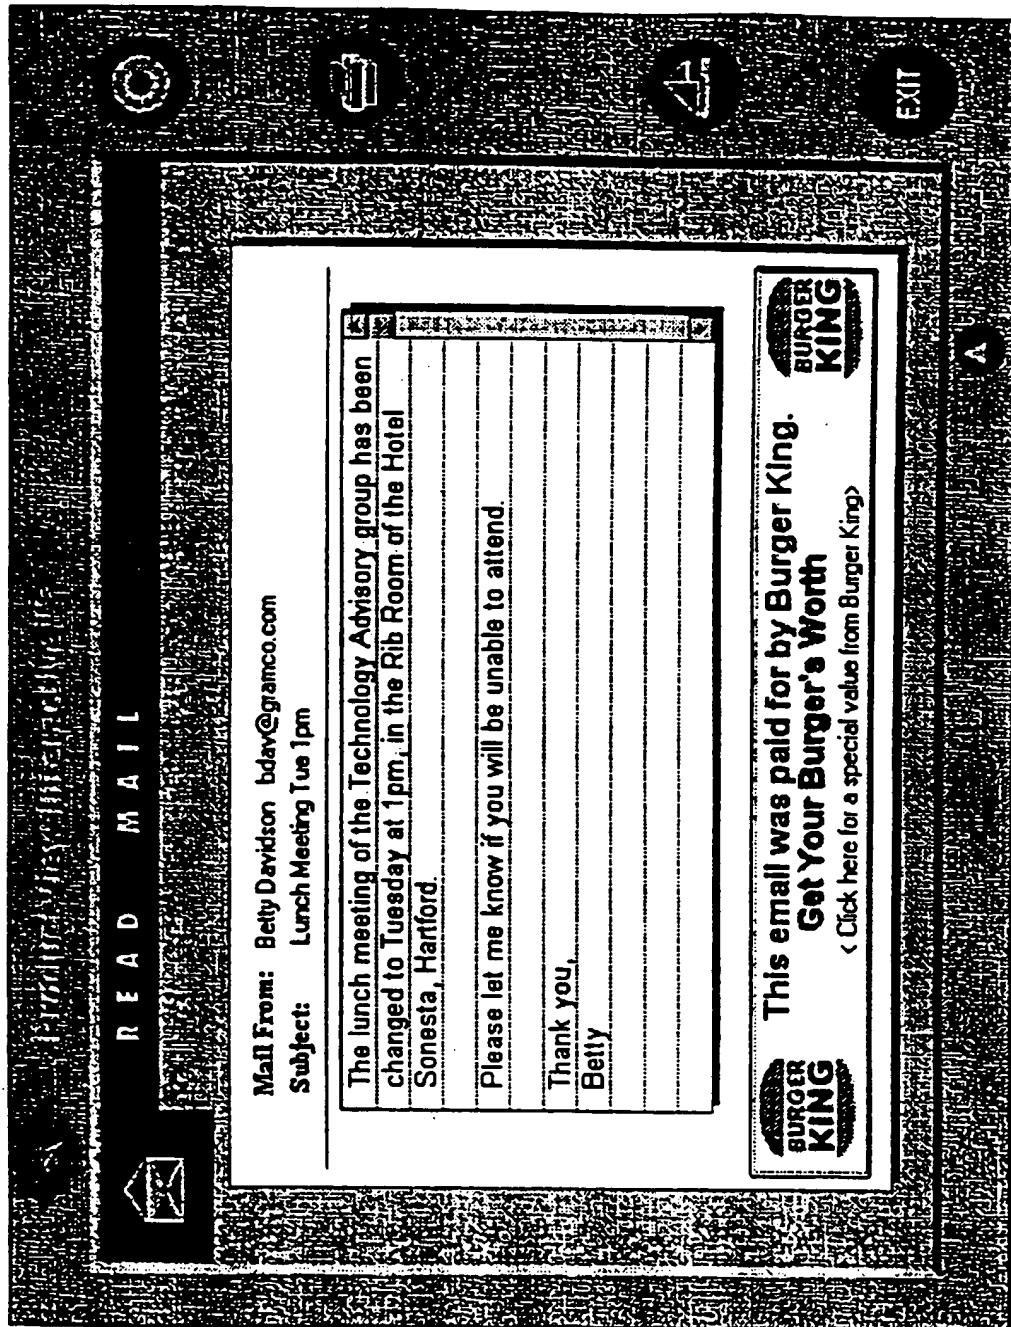 READ MAIL
Mail From: Betty Davidson bdav@gramco.com
Subject: Lunch Meeting Tue 1pm
The lunch meeting of the Technology Advisory group has been
changed to Tuesday at 1pm, in the Rib Room of the Hotel
Sonesta, Hartford.
Please let me know if you will be unable to attend.
Thank you,
Betty
BURGER
KING
This email was paid for by Burger King.
Get Your Burger's Worth
< Click here for a special value from Burger King>
BURGER
KING
EXIT
A